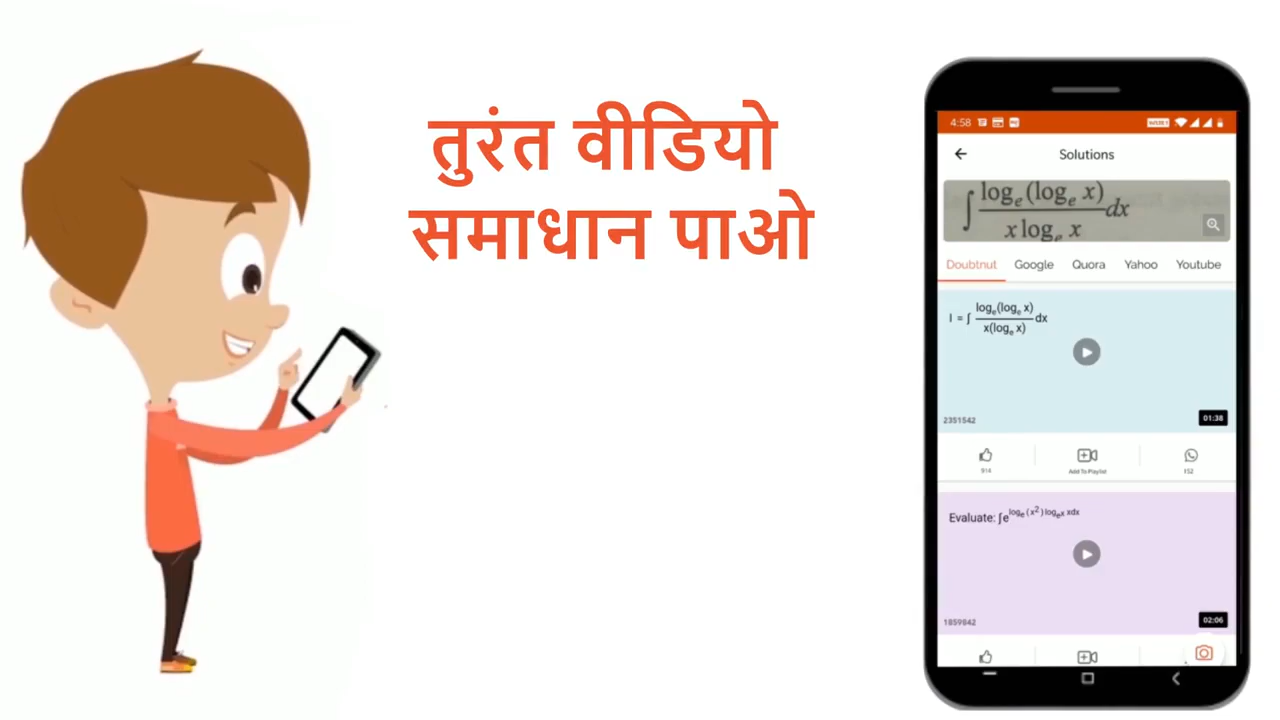 तुरंत वीडियो
समाधान पाओ
4:58
Solutions
∫ logₑ(logₑ x) / x logₑ x dx
Doubtnut Google Quora Yahoo Youtube
I = ∫ logₑ(logₑ x) / x(logₑ x) dx
2351542 01:38
914 Add To Playlist 152
Evaluate: ∫e^logₑ(x²) logₑx xdx
1859842 02:06